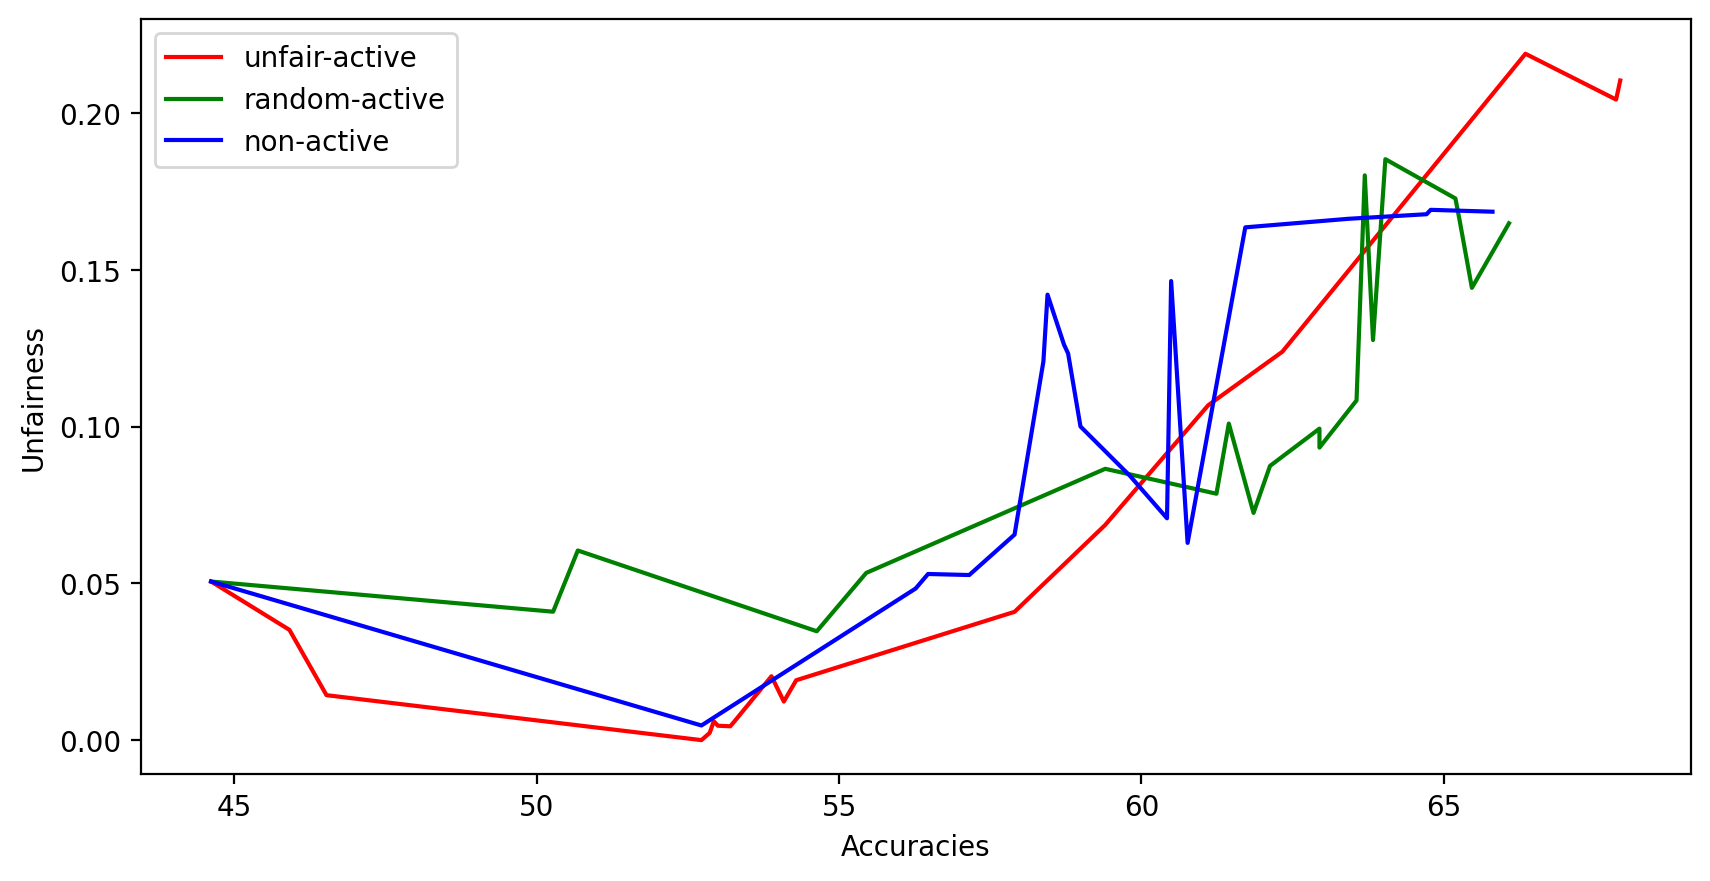 unfair-active
random-active
non-active
0.20
0.15
0.10
0.05
0.00
Unfairness
45 50 55 60 65
Accuracies